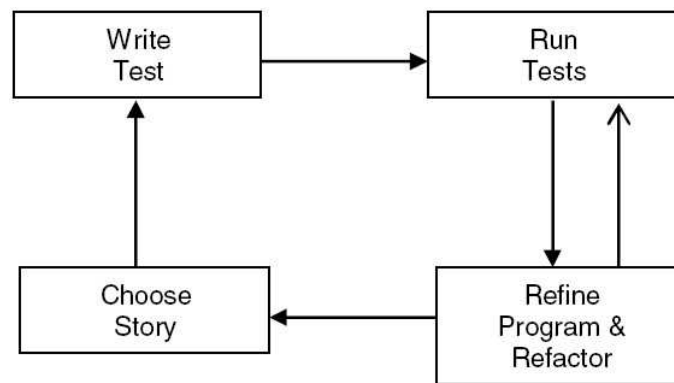 Write
Test
Run
Tests
Choose
Story
Refine
Program &
Refactor